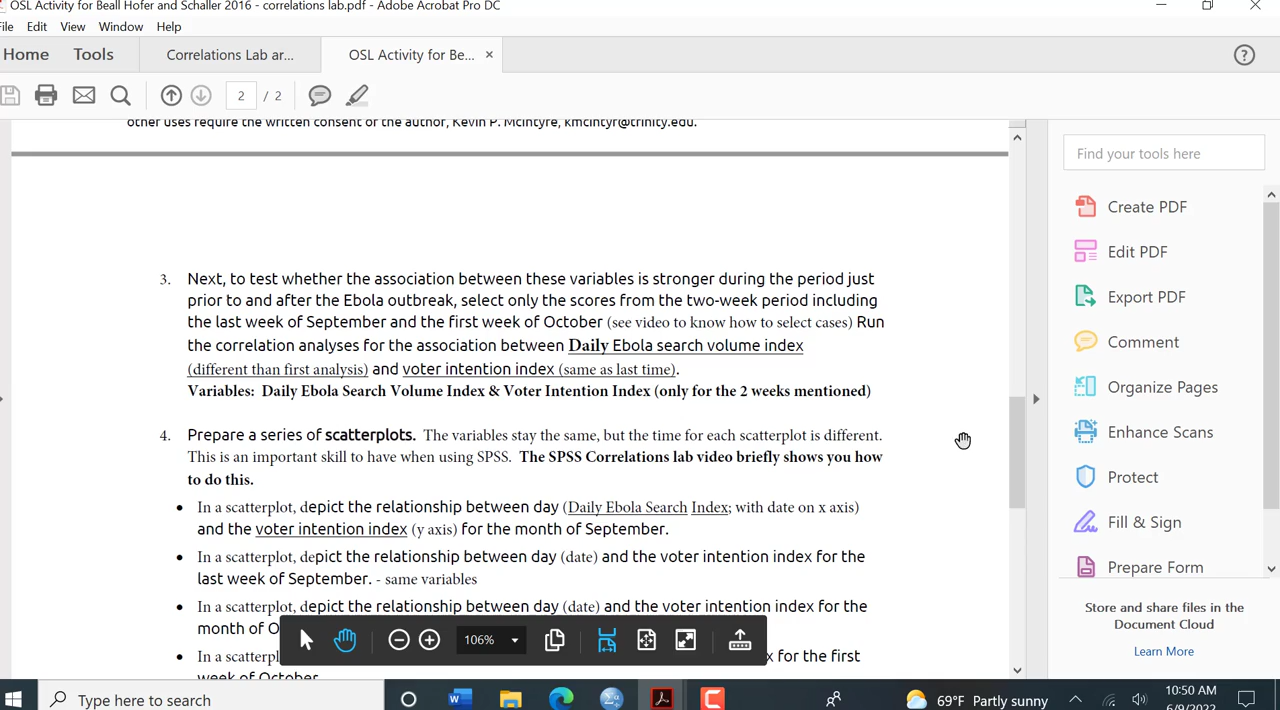 OSL Activity for Beall Hofer and Schaller 2016 - correlations lab.pdf - Adobe Acrobat Pro DC
File Edit View Window Help
Home Tools Correlations Lab ar... OSL Activity for Be... ×
2 / 2
other uses require the written consent of the author, Kevin P. McIntyre, kmcintyr@trinity.edu.
3. Next, to test whether the association between these variables is stronger during the period just
prior to and after the Ebola outbreak, select only the scores from the two-week period including
the last week of September and the first week of October (see video to know how to select cases) Run
the correlation analyses for the association between Daily Ebola search volume index
(different than first analysis) and voter intention index (same as last time).
Variables: Daily Ebola Search Volume Index & Voter Intention Index (only for the 2 weeks mentioned)
4. Prepare a series of scatterplots. The variables stay the same, but the time for each scatterplot is different.
This is an important skill to have when using SPSS. The SPSS Correlations lab video briefly shows you how
to do this.
• In a scatterplot, depict the relationship between day (Daily Ebola Search Index; with date on x axis)
and the voter intention index (y axis) for the month of September.
• In a scatterplot, depict the relationship between day (date) and the voter intention index for the
last week of September. - same variables
• In a scatterplot, depict the relationship between day (date) and the voter intention index for the
month of O
• In a scatterpl x for the first
week of October.
106%
Find your tools here
Create PDF
Edit PDF
Export PDF
Comment
Organize Pages
Enhance Scans
Protect
Fill & Sign
Prepare Form
Store and share files in the
Document Cloud
Learn More
Type here to search
69°F Partly sunny
10:50 AM
6/9/2022